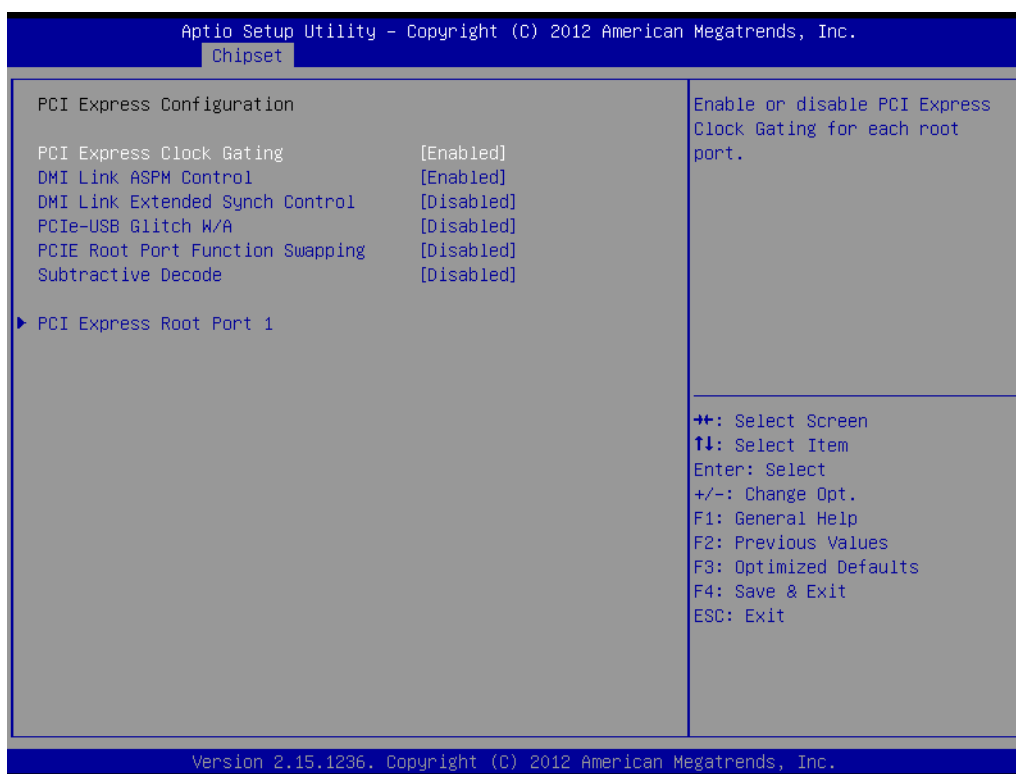 Aptio Setup Utility – Copyright (C) 2012 American Megatrends, Inc.
Chipset
PCI Express Configuration
PCI Express Clock Gating [Enabled]
DMI Link ASPM Control [Enabled]
DMI Link Extended Synch Control [Disabled]
PCIe-USB Glitch W/A [Disabled]
PCIE Root Port Function Swapping [Disabled]
Subtractive Decode [Disabled]
PCI Express Root Port 1
Enable or disable PCI Express
Clock Gating for each root
port.
→←: Select Screen
↑↓: Select Item
Enter: Select
+/-: Change Opt.
F1: General Help
F2: Previous Values
F3: Optimized Defaults
F4: Save & Exit
ESC: Exit
Version 2.15.1236. Copyright (C) 2012 American Megatrends, Inc.